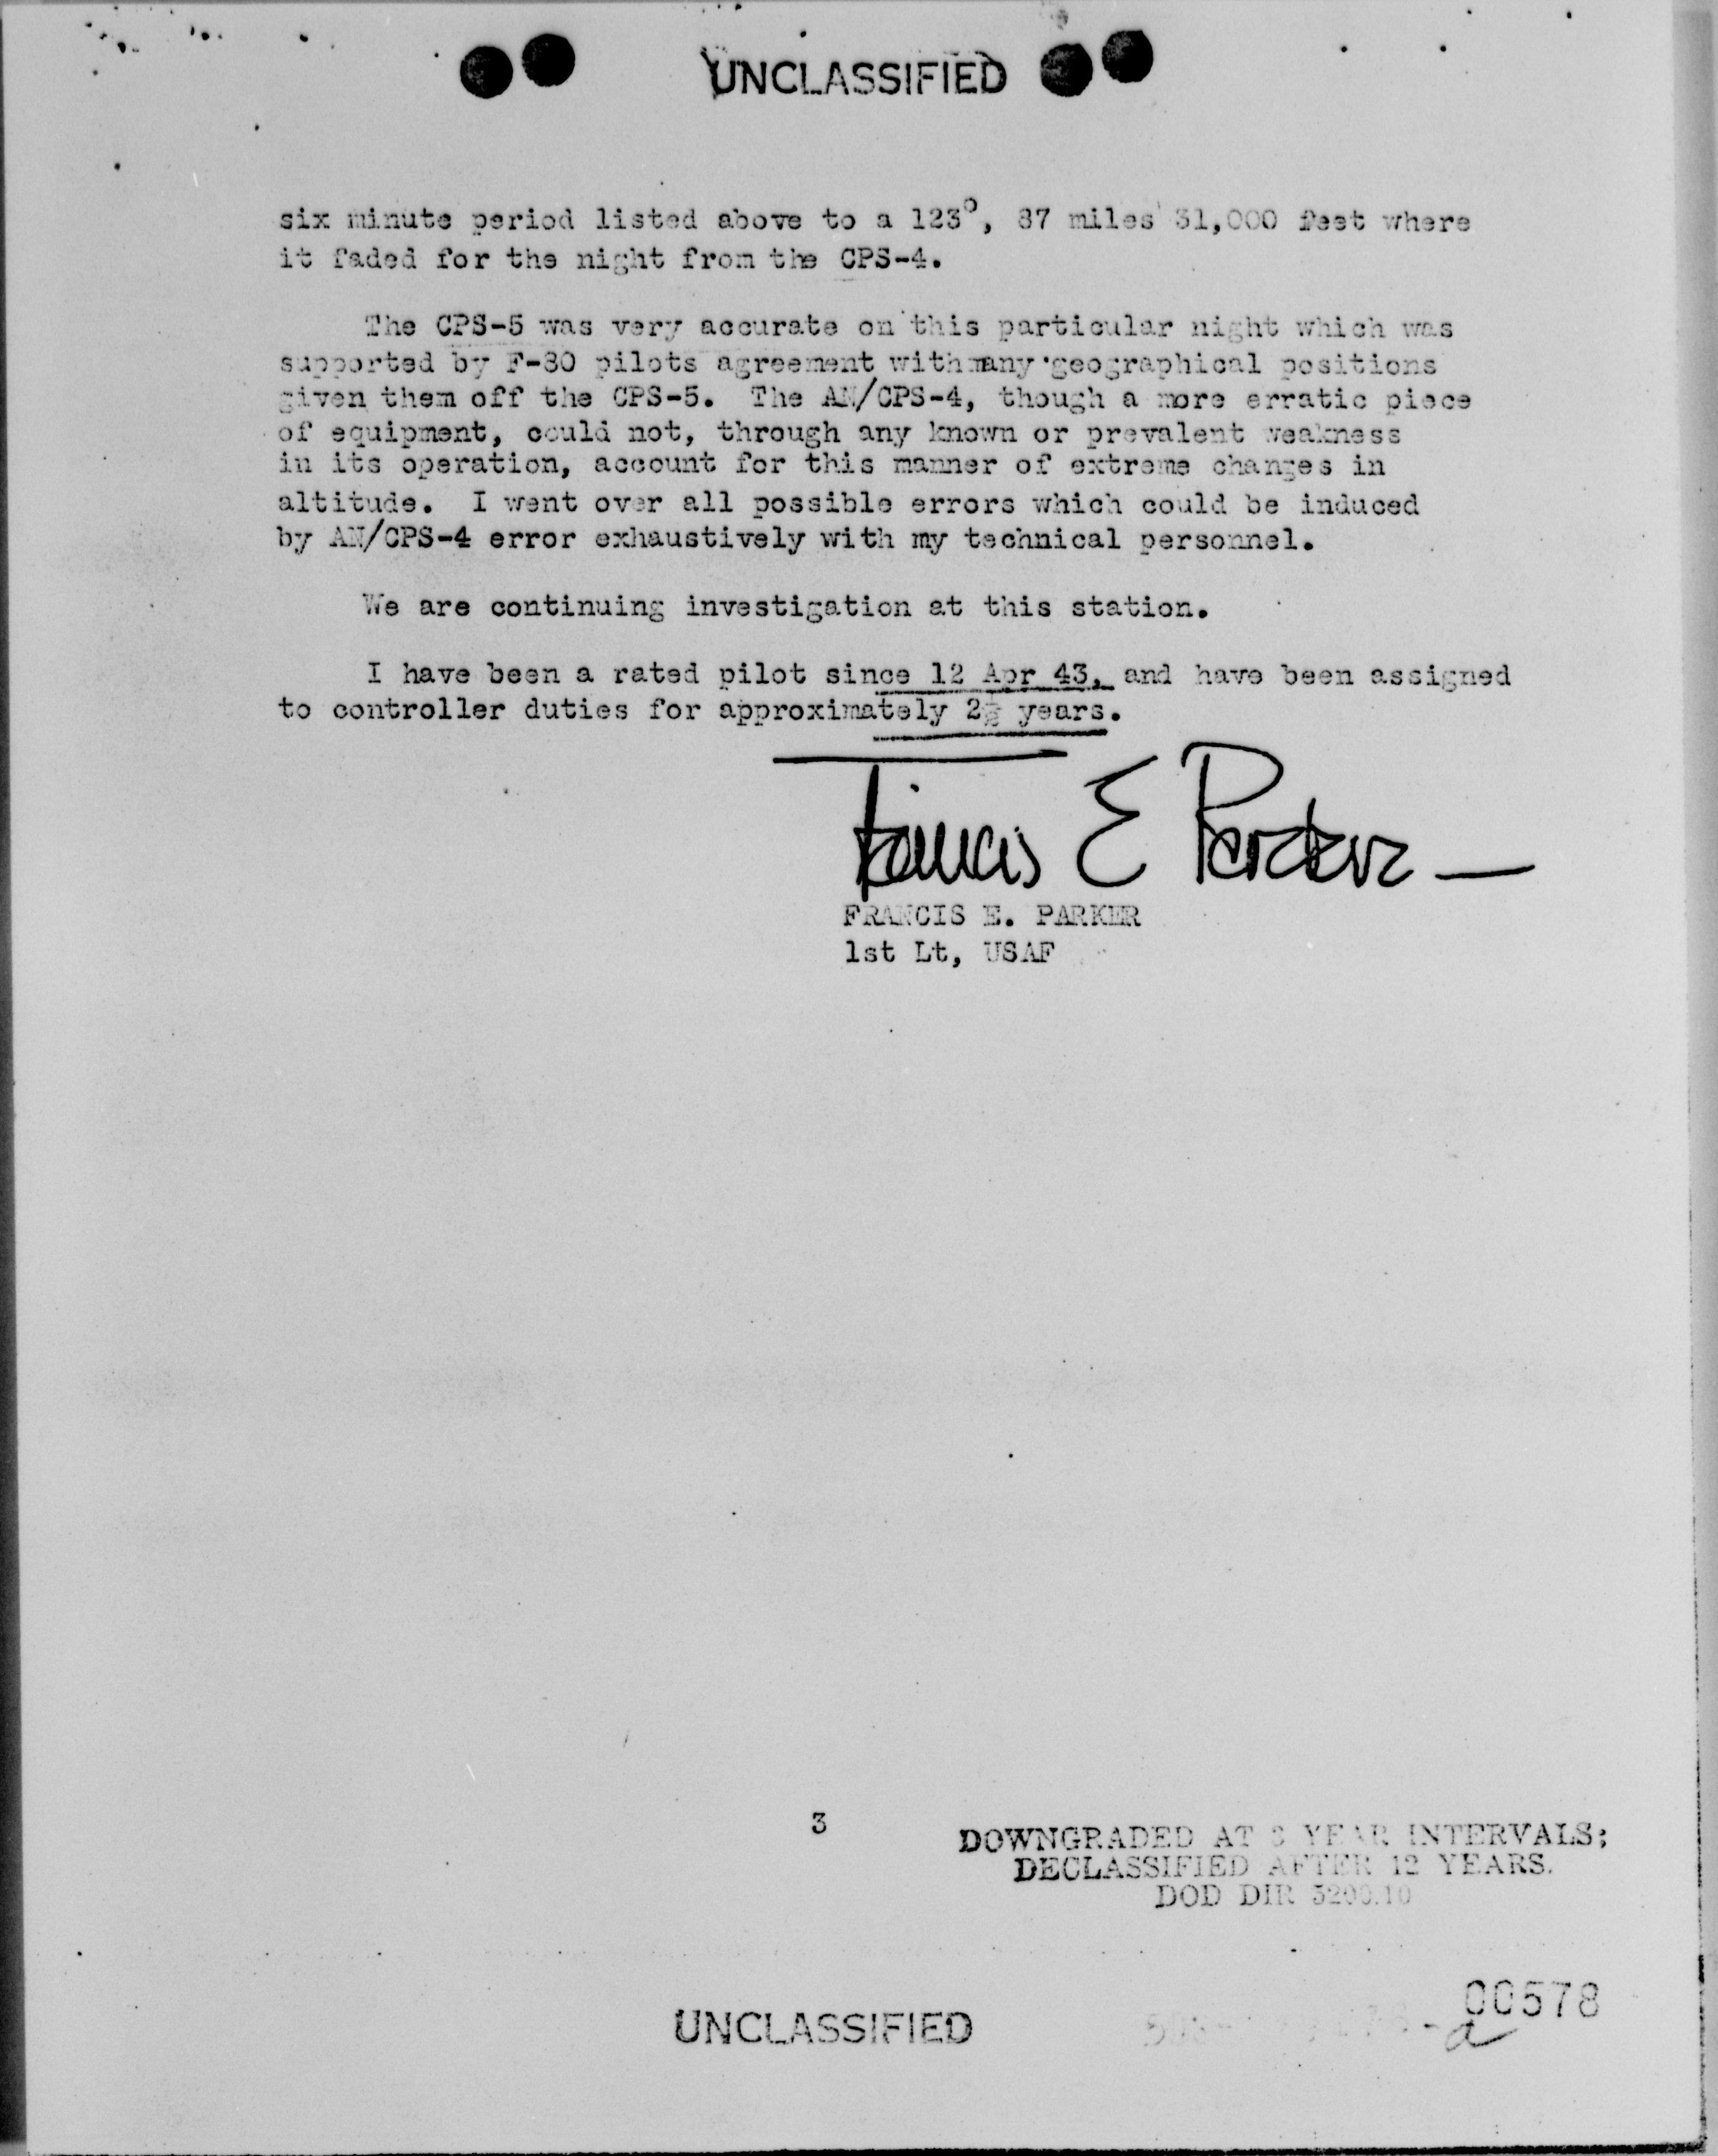 UNCLASSIFIED
six minute period listed above to a 123°, 87 miles 31,000 feet where
it faded for the night from the CPS-4.
The CPS-5 was very accurate on this particular night which was
supported by F-80 pilots agreement with many geographical positions
given them off the CPS-5. The AN/CPS-4, though a more erratic piece
of equipment, could not, through any known or prevalent weakness
in its operation, account for this manner of extreme changes in
altitude. I went over all possible errors which could be induced
by AN/CPS-4 error exhaustively with my technical personnel.
We are continuing investigation at this station.
I have been a rated pilot since 12 Apr 43, and have been assigned
to controller duties for approximately 2½ years.
Francis E Parker
FRANCIS E. PARKER
1st Lt, USAF
3
DOWNGRADED AT 3 YEAR INTERVALS;
DECLASSIFIED AFTER 12 YEARS.
DOD DIR 5200.10
00578
UNCLASSIFIED